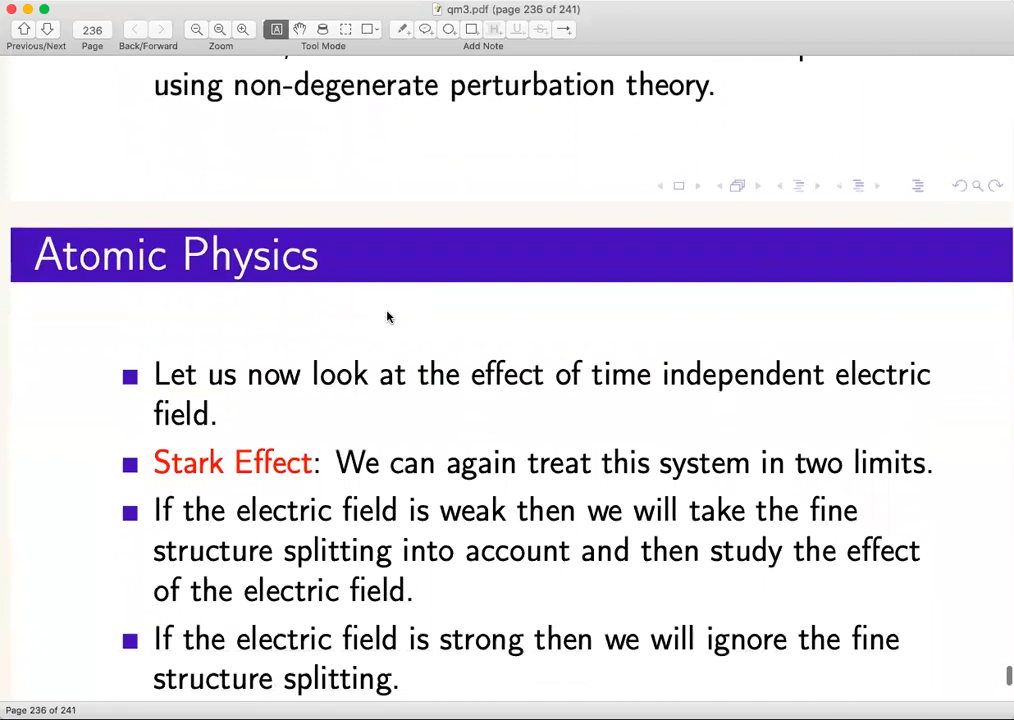 qm3.pdf (page 236 of 241)
236
A
H U S
Previous/Next Page Back/Forward Zoom Tool Mode Add Note
using non-degenerate perturbation theory.
Atomic Physics
Let us now look at the effect of time independent electric
field.
Stark Effect: We can again treat this system in two limits.
If the electric field is weak then we will take the fine
structure splitting into account and then study the effect
of the electric field.
If the electric field is strong then we will ignore the fine
structure splitting.
Page 236 of 241